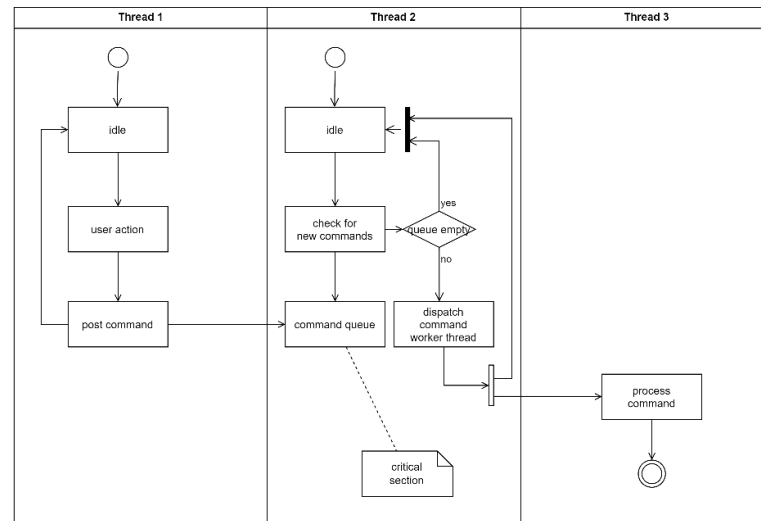 Thread 1
Thread 2
Thread 3
idle
idle
user action
check for
new commands
yes
queue empty
no
post command
command queue
dispatch
command
worker thread
process
command
critical
section